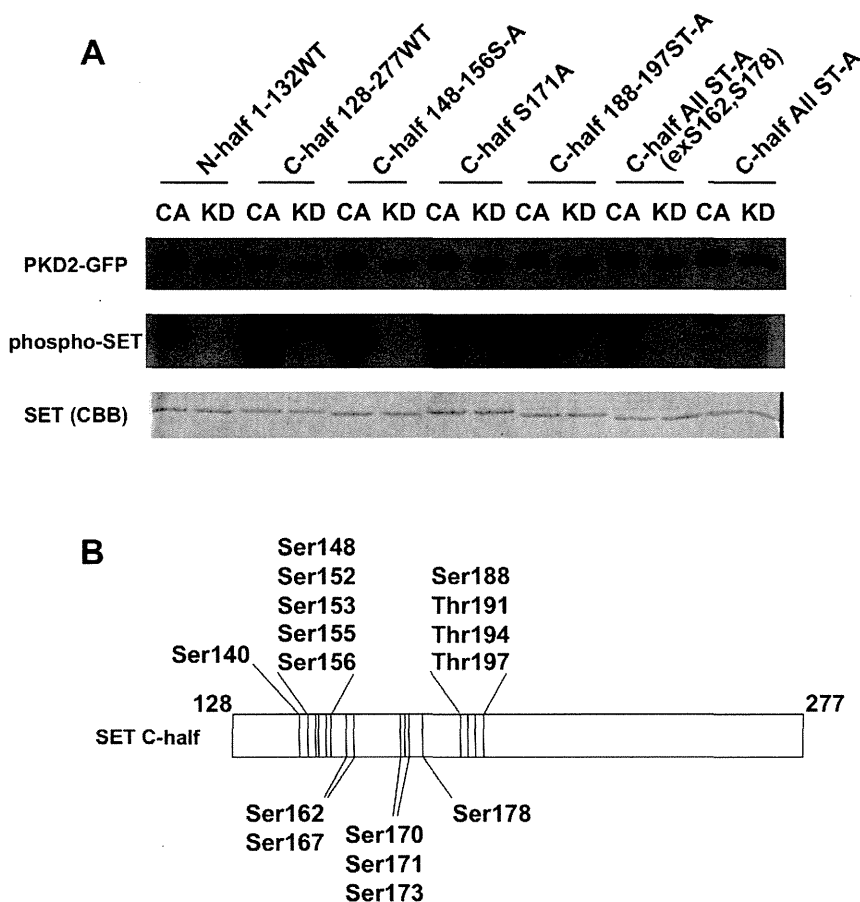 A
N-half 1-132WT
C-half 128-277WT
C-half 148-156S-A
C-half S171A
C-half 188-197ST-A
C-half All ST-A
(exS162,S178)
C-half All ST-A
CA KD CA KD CA KD CA KD CA KD CA KD CA KD
PKD2-GFP
phospho-SET
SET (CBB)
B
Ser148
Ser152
Ser153
Ser155
Ser156
Ser188
Thr191
Thr194
Thr197
Ser140
128
277
SET C-half
Ser162
Ser167
Ser170
Ser171
Ser173
Ser178